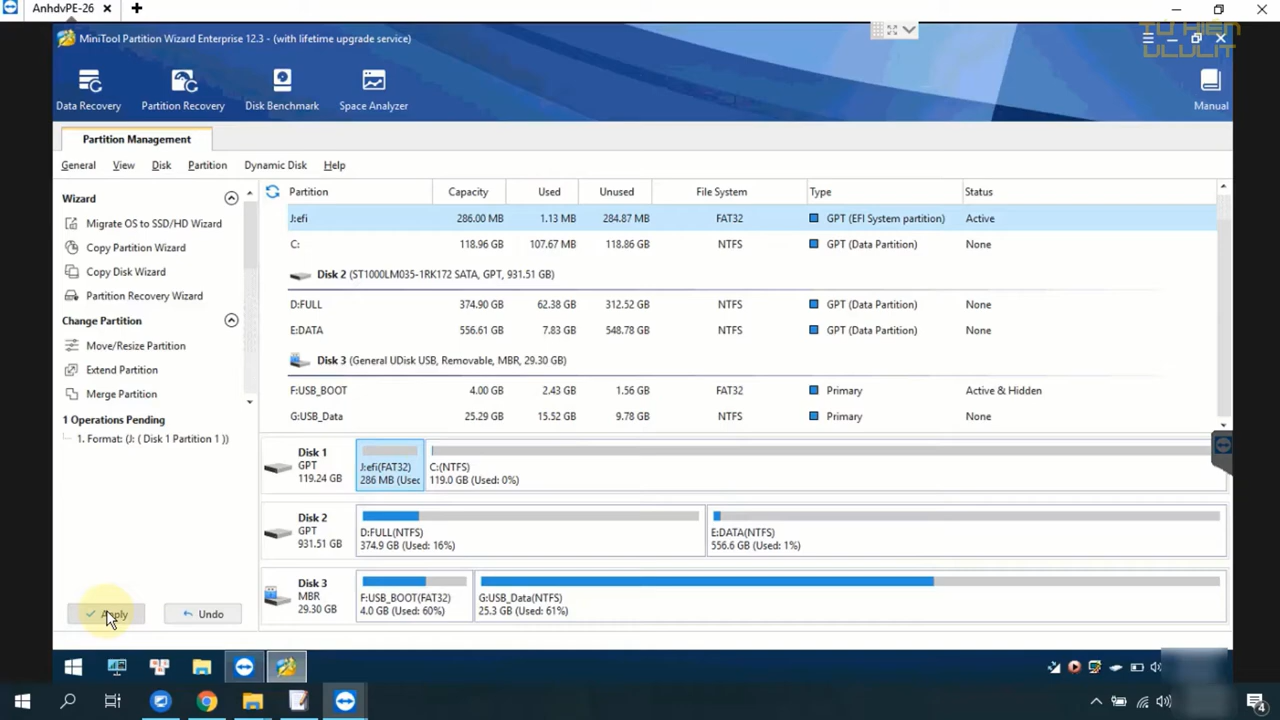 AnhdvPE-26
TỪ HIỀN
ULULIT
MiniTool Partition Wizard Enterprise 12.3 - (with lifetime upgrade service)
Data Recovery Partition Recovery Disk Benchmark Space Analyzer Manual
Partition Management
General View Disk Partition Dynamic Disk Help
Wizard
Migrate OS to SSD/HD Wizard
Copy Partition Wizard
Copy Disk Wizard
Partition Recovery Wizard
Change Partition
Move/Resize Partition
Extend Partition
Merge Partition
1 Operations Pending
1. Format: (J: ( Disk 1 Partition 1 ))
Apply Undo
Partition Capacity Used Unused File System Type Status
J:efi 286.00 MB 1.13 MB 284.87 MB FAT32 GPT (EFI System partition) Active
C: 118.96 GB 107.67 MB 118.86 GB NTFS GPT (Data Partition) None
Disk 2 (ST1000LM035-1RK172 SATA, GPT, 931.51 GB)
D:FULL 374.90 GB 62.38 GB 312.52 GB NTFS GPT (Data Partition) None
E:DATA 556.61 GB 7.83 GB 548.78 GB NTFS GPT (Data Partition) None
Disk 3 (General UDisk USB, Removable, MBR, 29.30 GB)
F:USB_BOOT 4.00 GB 2.43 GB 1.56 GB FAT32 Primary Active & Hidden
G:USB_Data 25.29 GB 15.52 GB 9.78 GB NTFS Primary None
Disk 1
GPT
119.24 GB
J:efi(FAT32)
286 MB (Usec
C:(NTFS)
119.0 GB (Used: 0%)
Disk 2
GPT
931.51 GB
D:FULL(NTFS)
374.9 GB (Used: 16%)
E:DATA(NTFS)
556.6 GB (Used: 1%)
Disk 3
MBR
29.30 GB
F:USB_BOOT(FAT32)
4.0 GB (Used: 60%)
G:USB_Data(NTFS)
25.3 GB (Used: 61%)
4